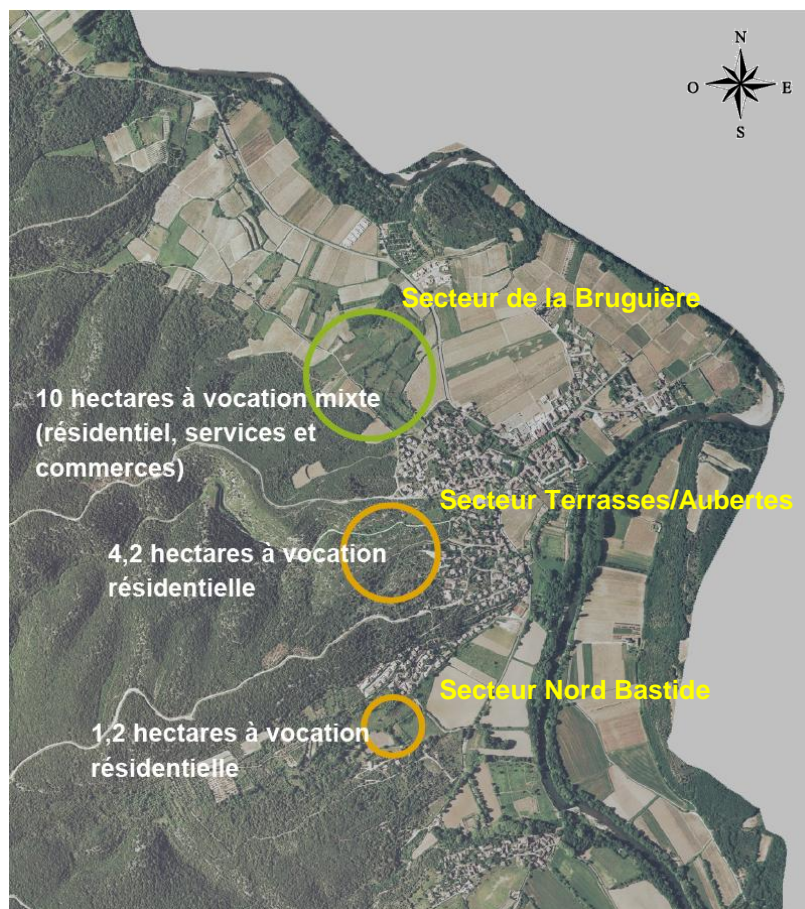 N
O E
S
Secteur de la Bruguière
10 hectares à vocation mixte
(résidentiel, services et
commerces)
Secteur Terrasses/Aubertes
4,2 hectares à vocation
résidentielle
Secteur Nord Bastide
1,2 hectares à vocation
résidentielle